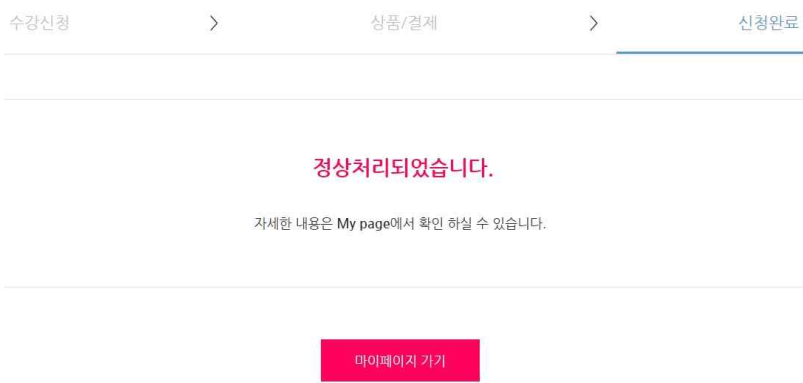 수강신청 > 상품/결제 > 신청완료
정상처리되었습니다.
자세한 내용은 My page에서 확인 하실 수 있습니다.
마이페이지 가기